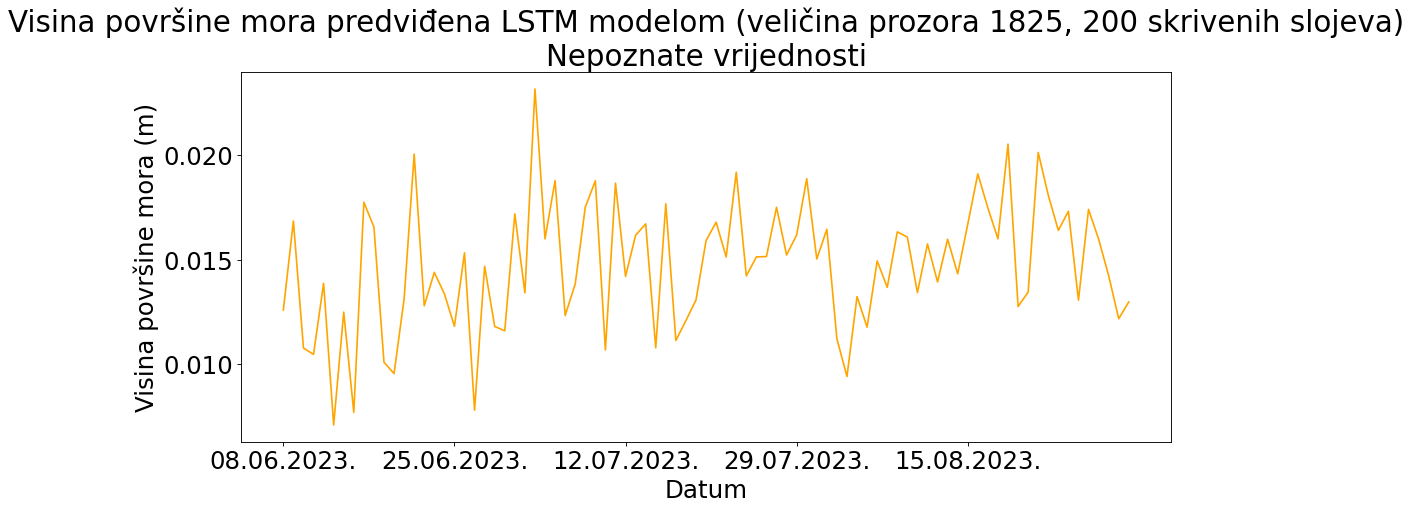 Visina površine mora predviđena LSTM modelom (veličina prozora 1825, 200 skrivenih slojeva)
Nepoznate vrijednosti
Visina površine mora (m)
0.020
0.015
0.010
08.06.2023.
25.06.2023.
12.07.2023.
29.07.2023.
15.08.2023.
Datum